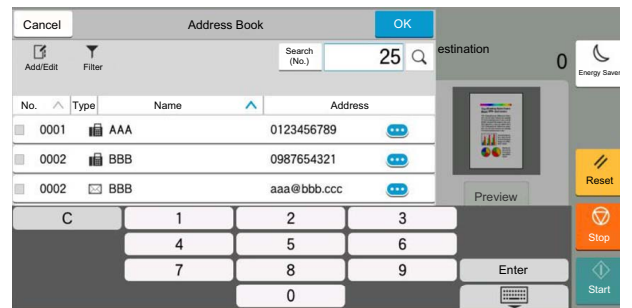 Cancel Address Book OK
Add/Edit Filter Search (No.) 25 estination 0 Energy Saver
No. Type Name Address
0001 AAA 0123456789
0002 BBB 0987654321
0002 BBB aaa@bbb.ccc
Preview
Reset
C 1 2 3
Stop
4 5 6
7 8 9 Enter
Start
0